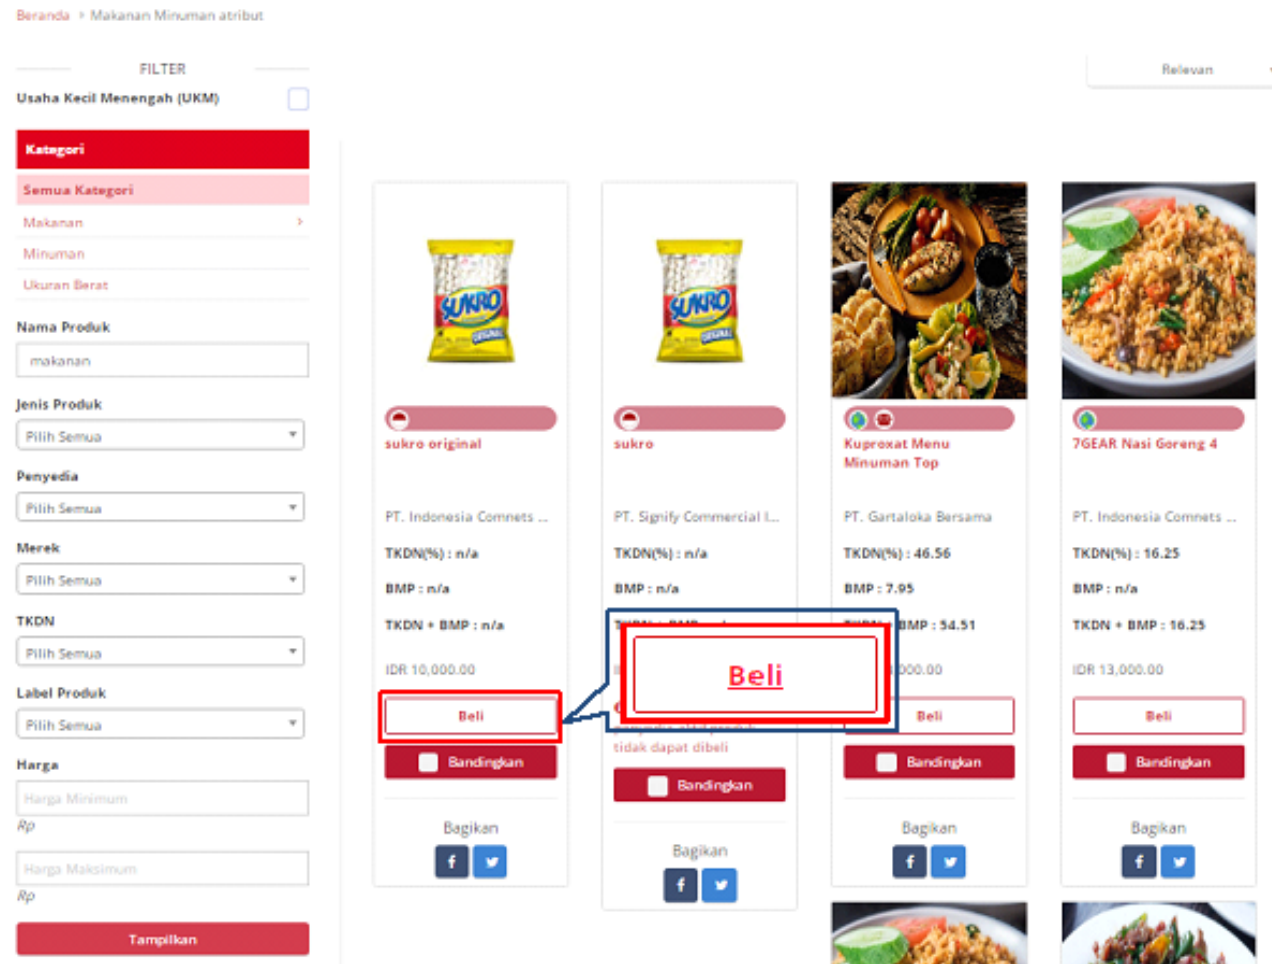 Beranda > Makanan Minuman atribut
FILTER
Usaha Kecil Menengah (UKM)
Kategori
Semua Kategori
Makanan >
Minuman
Ukuran Berat
Nama Produk
makanan
Jenis Produk
Pilih Semua
Penyedia
Pilih Semua
Merek
Pilih Semua
TKDN
Pilih Semua
Label Produk
Pilih Semua
Harga
Harga Minimum
Rp
Harga Maksimum
Rp
Tampilkan
Relevan
SUKRO
ORIGINAL
sukro original
PT. Indonesia Comnets ...
TKDN(%) : n/a
BMP : n/a
TKDN + BMP : n/a
IDR 10,000.00
Beli
Bandingkan
Bagikan
SUKRO
ORIGINAL
sukro
PT. Signify Commercial I...
TKDN(%) : n/a
BMP : n/a
Beli
tidak dapat dibeli
Bandingkan
Bagikan
Kuproxat Menu
Minuman Top
PT. Gartaloka Bersama
TKDN(%) : 46.56
BMP : 7.95
BMP : 54.51
000.00
Beli
Bandingkan
Bagikan
7GEAR Nasi Goreng 4
PT. Indonesia Comnets ...
TKDN(%) : 16.25
BMP : n/a
TKDN + BMP : 16.25
IDR 13,000.00
Beli
Bandingkan
Bagikan